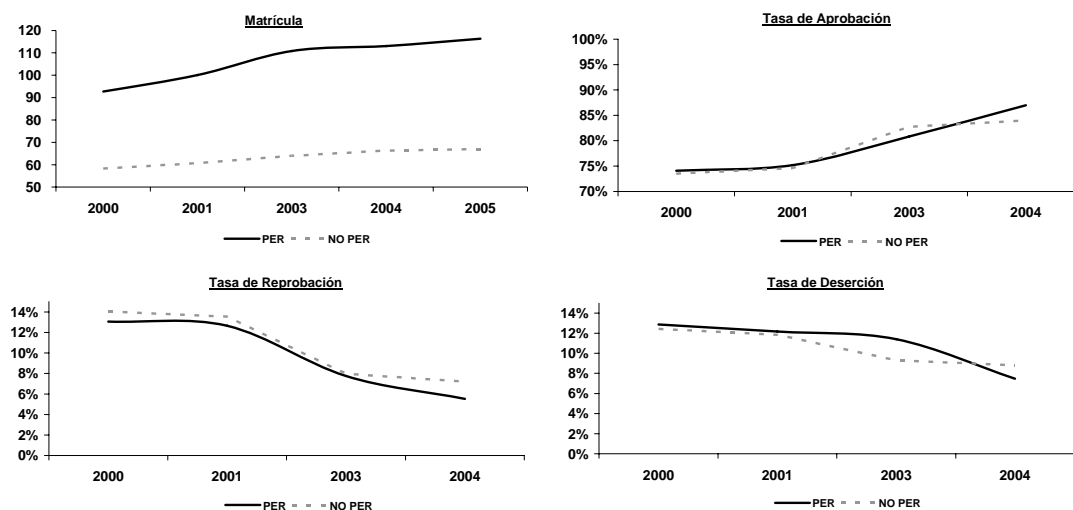 Matrícula
120
110
100
90
80
70
60
50
2000 2001 2003 2004 2005
PER NO PER
Tasa de Aprobación
100%
95%
90%
85%
80%
75%
70%
2000 2001 2003 2004
PER NO PER
Tasa de Reprobación
14%
12%
10%
8%
6%
4%
2%
0%
2000 2001 2003 2004
PER NO PER
Tasa de Deserción
14%
12%
10%
8%
6%
4%
2%
0%
2000 2001 2003 2004
PER NO PER